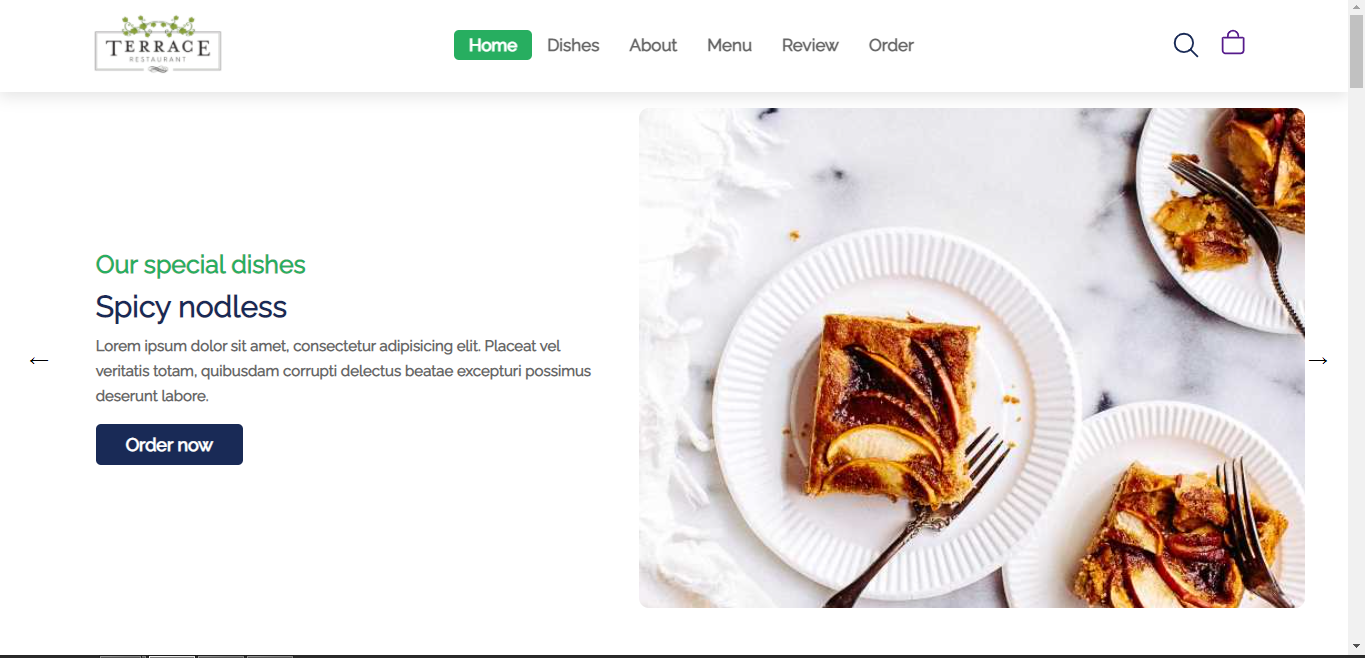 TERRACE
RESTAURANT
Home Dishes About Menu Review Order
Our special dishes
Spicy nodless
Lorem ipsum dolor sit amet, consectetur adipisicing elit. Placeat vel
veritatis totam, quibusdam corrupti delectus beatae excepturi possimus
deserunt labore.
Order now